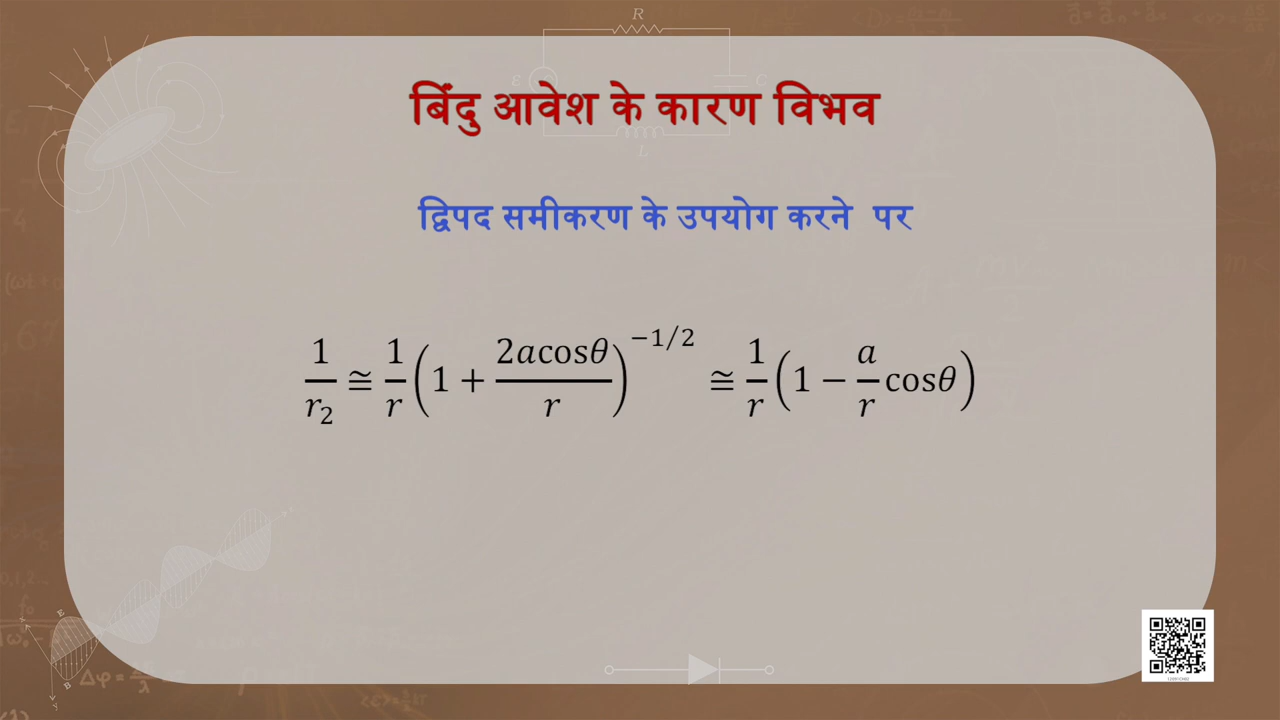 बिंदु आवेश के कारण विभव
द्विपद समीकरण के उपयोग करने पर
1/r₂ ≅ 1/r (1 + 2acosθ/r)^−1/2 ≅ 1/r (1 − a/r cosθ)